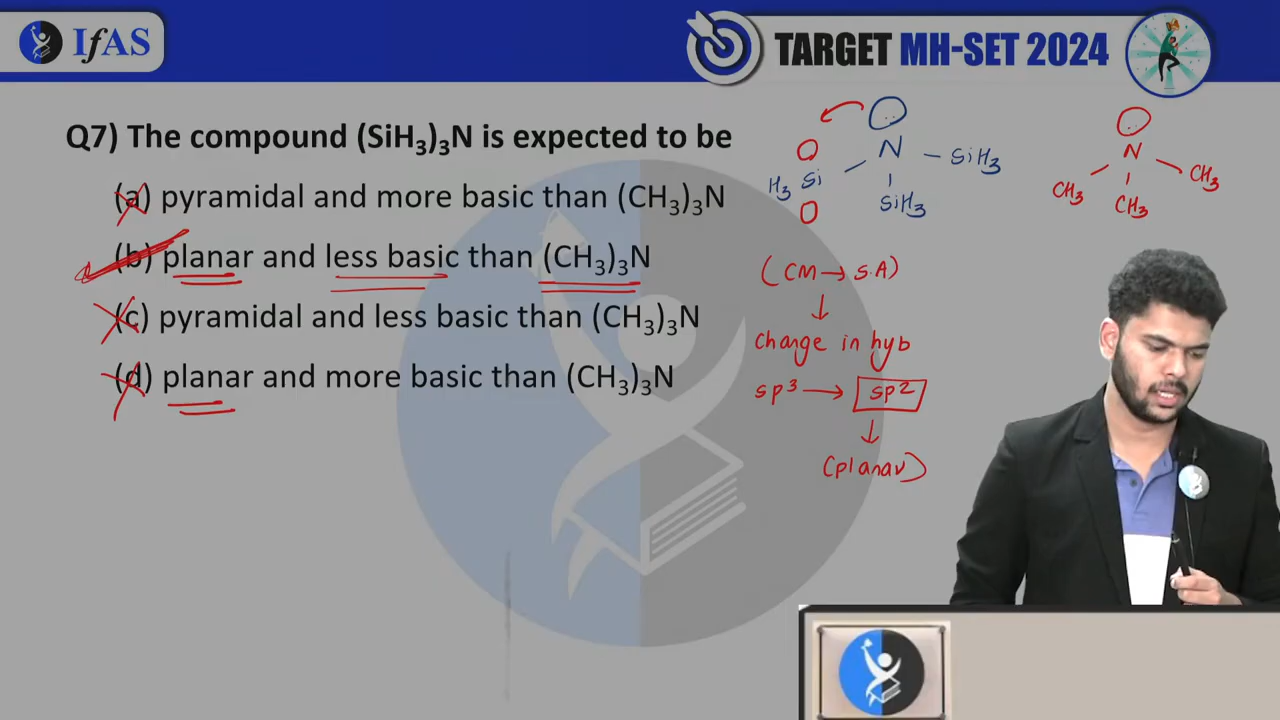 IfAS
TARGET MH-SET 2024
Q7) The compound (SiH₃)₃N is expected to be
(a) pyramidal and more basic than (CH₃)₃N
(b) planar and less basic than (CH₃)₃N
(c) pyramidal and less basic than (CH₃)₃N
(d) planar and more basic than (CH₃)₃N
N
H₃ Si
SiH₃
SiH₃
N
CH₃
CH₃
CH₃
(CM → S.A)
↓
change in hyb
sp³ → sp²
↓
(planar)